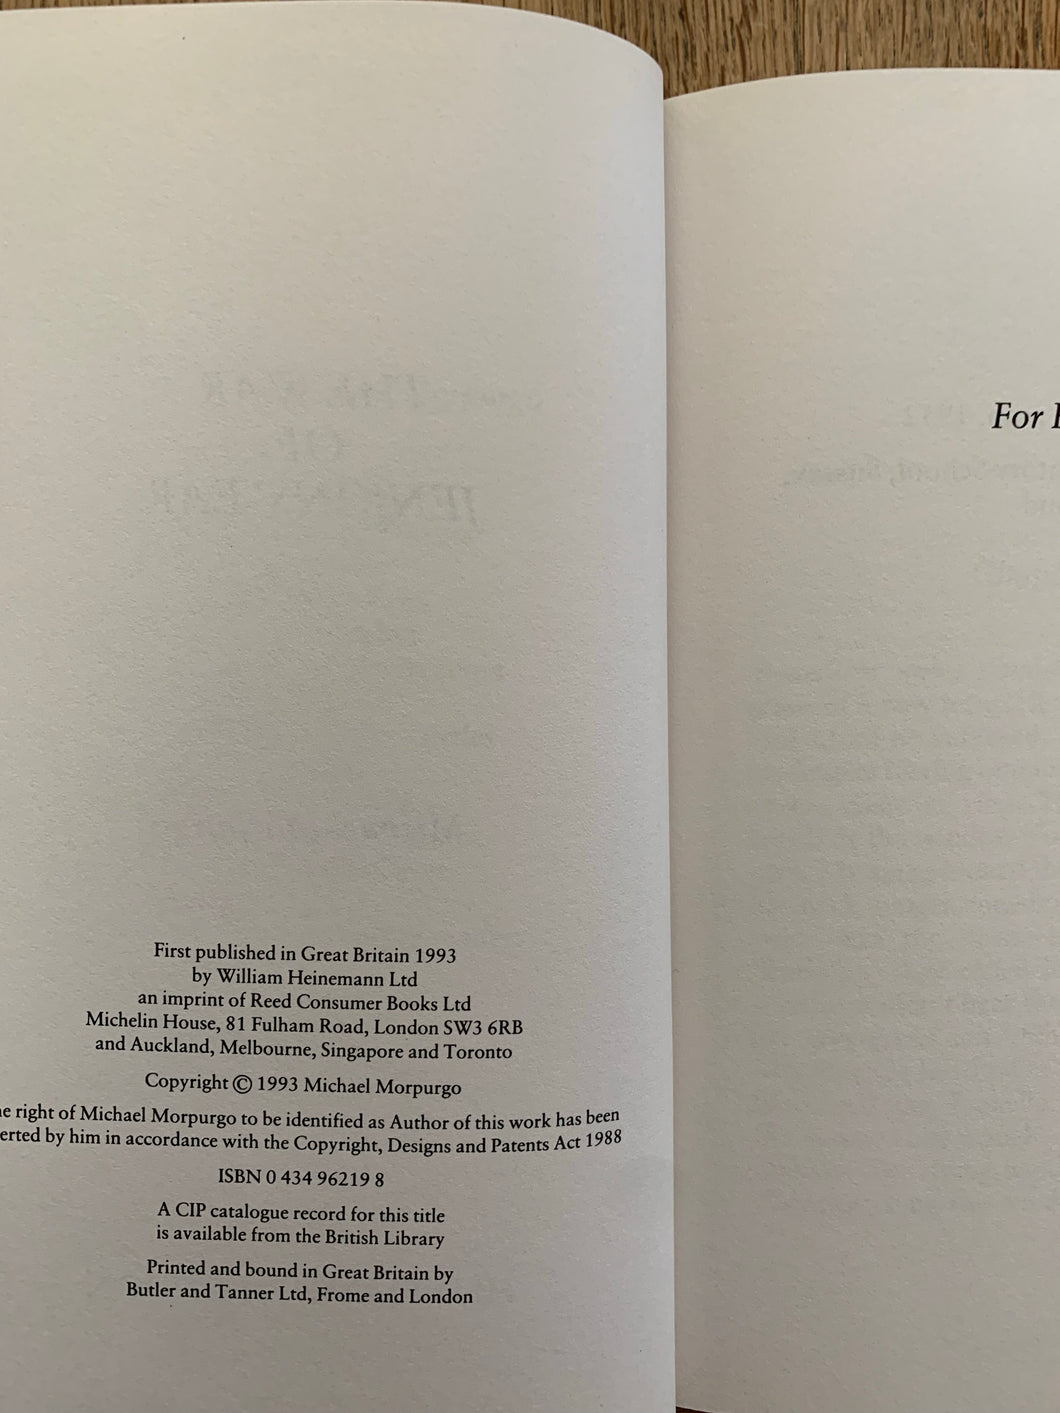 First published in Great Britain 1993
by William Heinemann Ltd
an imprint of Reed Consumer Books Ltd
Michelin House, 81 Fulham Road, London SW3 6RB
and Auckland, Melbourne, Singapore and Toronto
Copyright © 1993 Michael Morpurgo
right of Michael Morpurgo to be identified as Author of this work has been
by him in accordance with the Copyright, Designs and Patents Act 1988
ISBN 0 434 96219 8
A CIP catalogue record for this title
is available from the British Library
Printed and bound in Great Britain by
Butler and Tanner Ltd, Frome and London
For